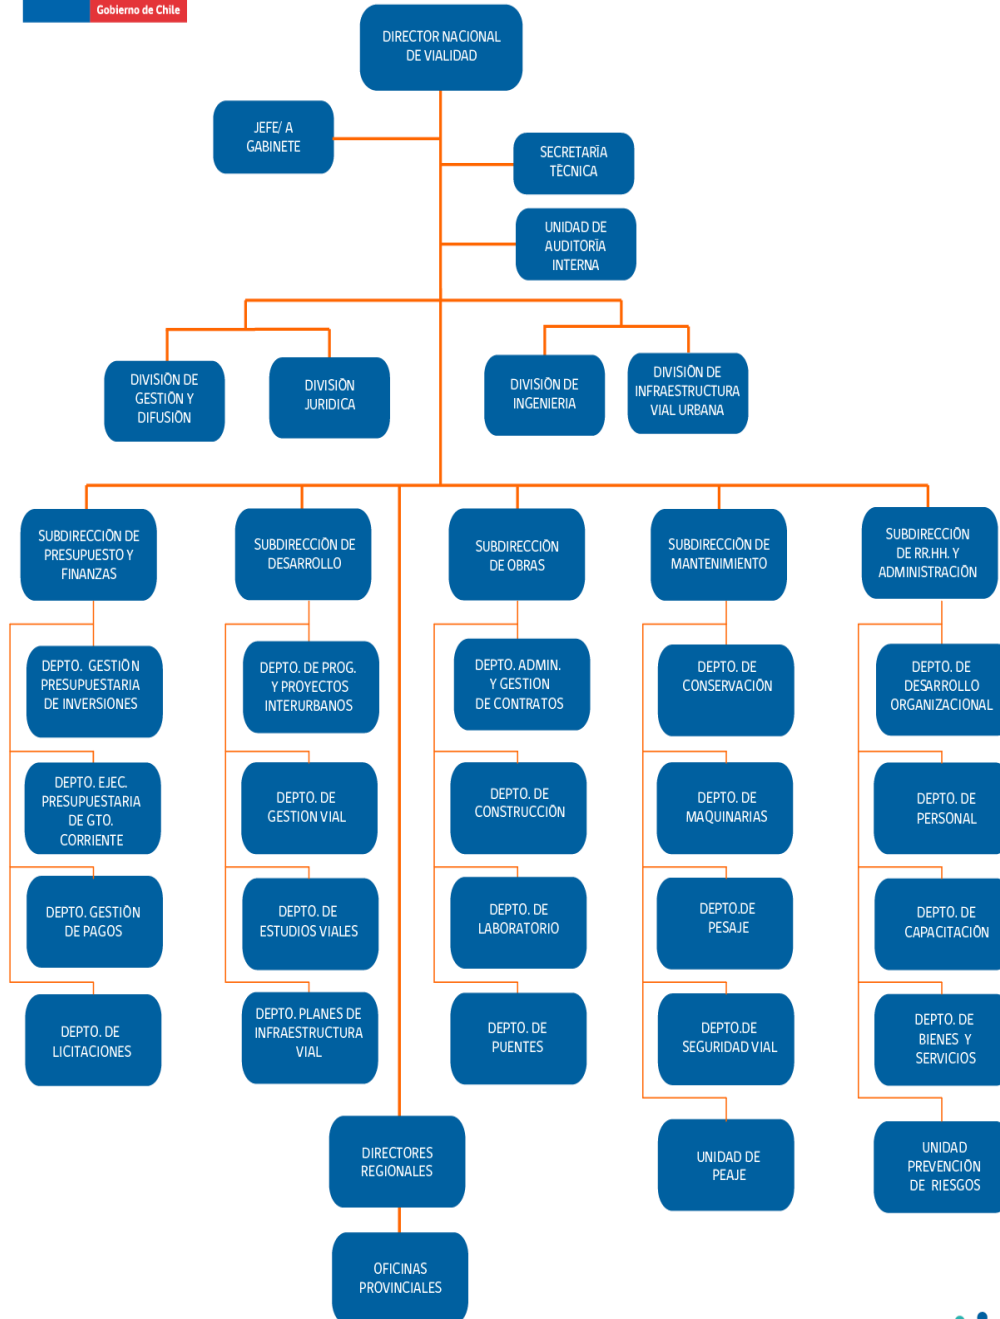 Gobierno de Chile
DIRECTOR NACIONAL
DE VIALIDAD
JEFE/ A
GABINETE
SECRETARÍA
TÉCNICA
UNIDAD DE
AUDITORÍA
INTERNA
DIVISIÓN DE
GESTIÓN Y
DIFUSIÓN
DIVISIÓN
JURIDICA
DIVISIÓN DE
INGENIERIA
DIVISIÓN DE
INFRAESTRUCTURA
VIAL URBANA
SUBDIRECCIÓN DE
PRESUPUESTO Y
FINANZAS
SUBDIRECCIÓN DE
DESARROLLO
SUBDIRECCIÓN
DE OBRAS
SUBDIRECCIÓN DE
MANTENIMIENTO
SUBDIRECCIÓN
DE RR.HH. Y
ADMINISTRACIÓN
DEPTO. GESTIÓN
PRESUPUESTARIA
DE INVERSIONES
DEPTO. DE PROG.
Y PROYECTOS
INTERURBANOS
DEPTO. ADMIN.
Y GESTION
DE CONTRATOS
DEPTO. DE
CONSERVACIÓN
DEPTO. DE
DESARROLLO
ORGANIZACIONAL
DEPTO. EJEC.
PRESUPUESTARIA
DE GTO.
CORRIENTE
DEPTO. DE
GESTION VIAL
DEPTO. DE
CONSTRUCCIÓN
DEPTO. DE
MAQUINARIAS
DEPTO. DE
PERSONAL
DEPTO. GESTIÓN
DE PAGOS
DEPTO. DE
ESTUDIOS VIALES
DEPTO. DE
LABORATORIO
DEPTO.DE
PESAJE
DEPTO. DE
CAPACITACIÓN
DEPTO. DE
LICITACIONES
DEPTO. PLANES DE
INFRAESTRUCTURA
VIAL
DEPTO. DE
PUENTES
DEPTO.DE
SEGURIDAD VIAL
DEPTO. DE
BIENES Y
SERVICIOS
DIRECTORES
REGIONALES
UNIDAD DE
PEAJE
UNIDAD
PREVENCIÓN
DE RIESGOS
OFICINAS
PROVINCIALES